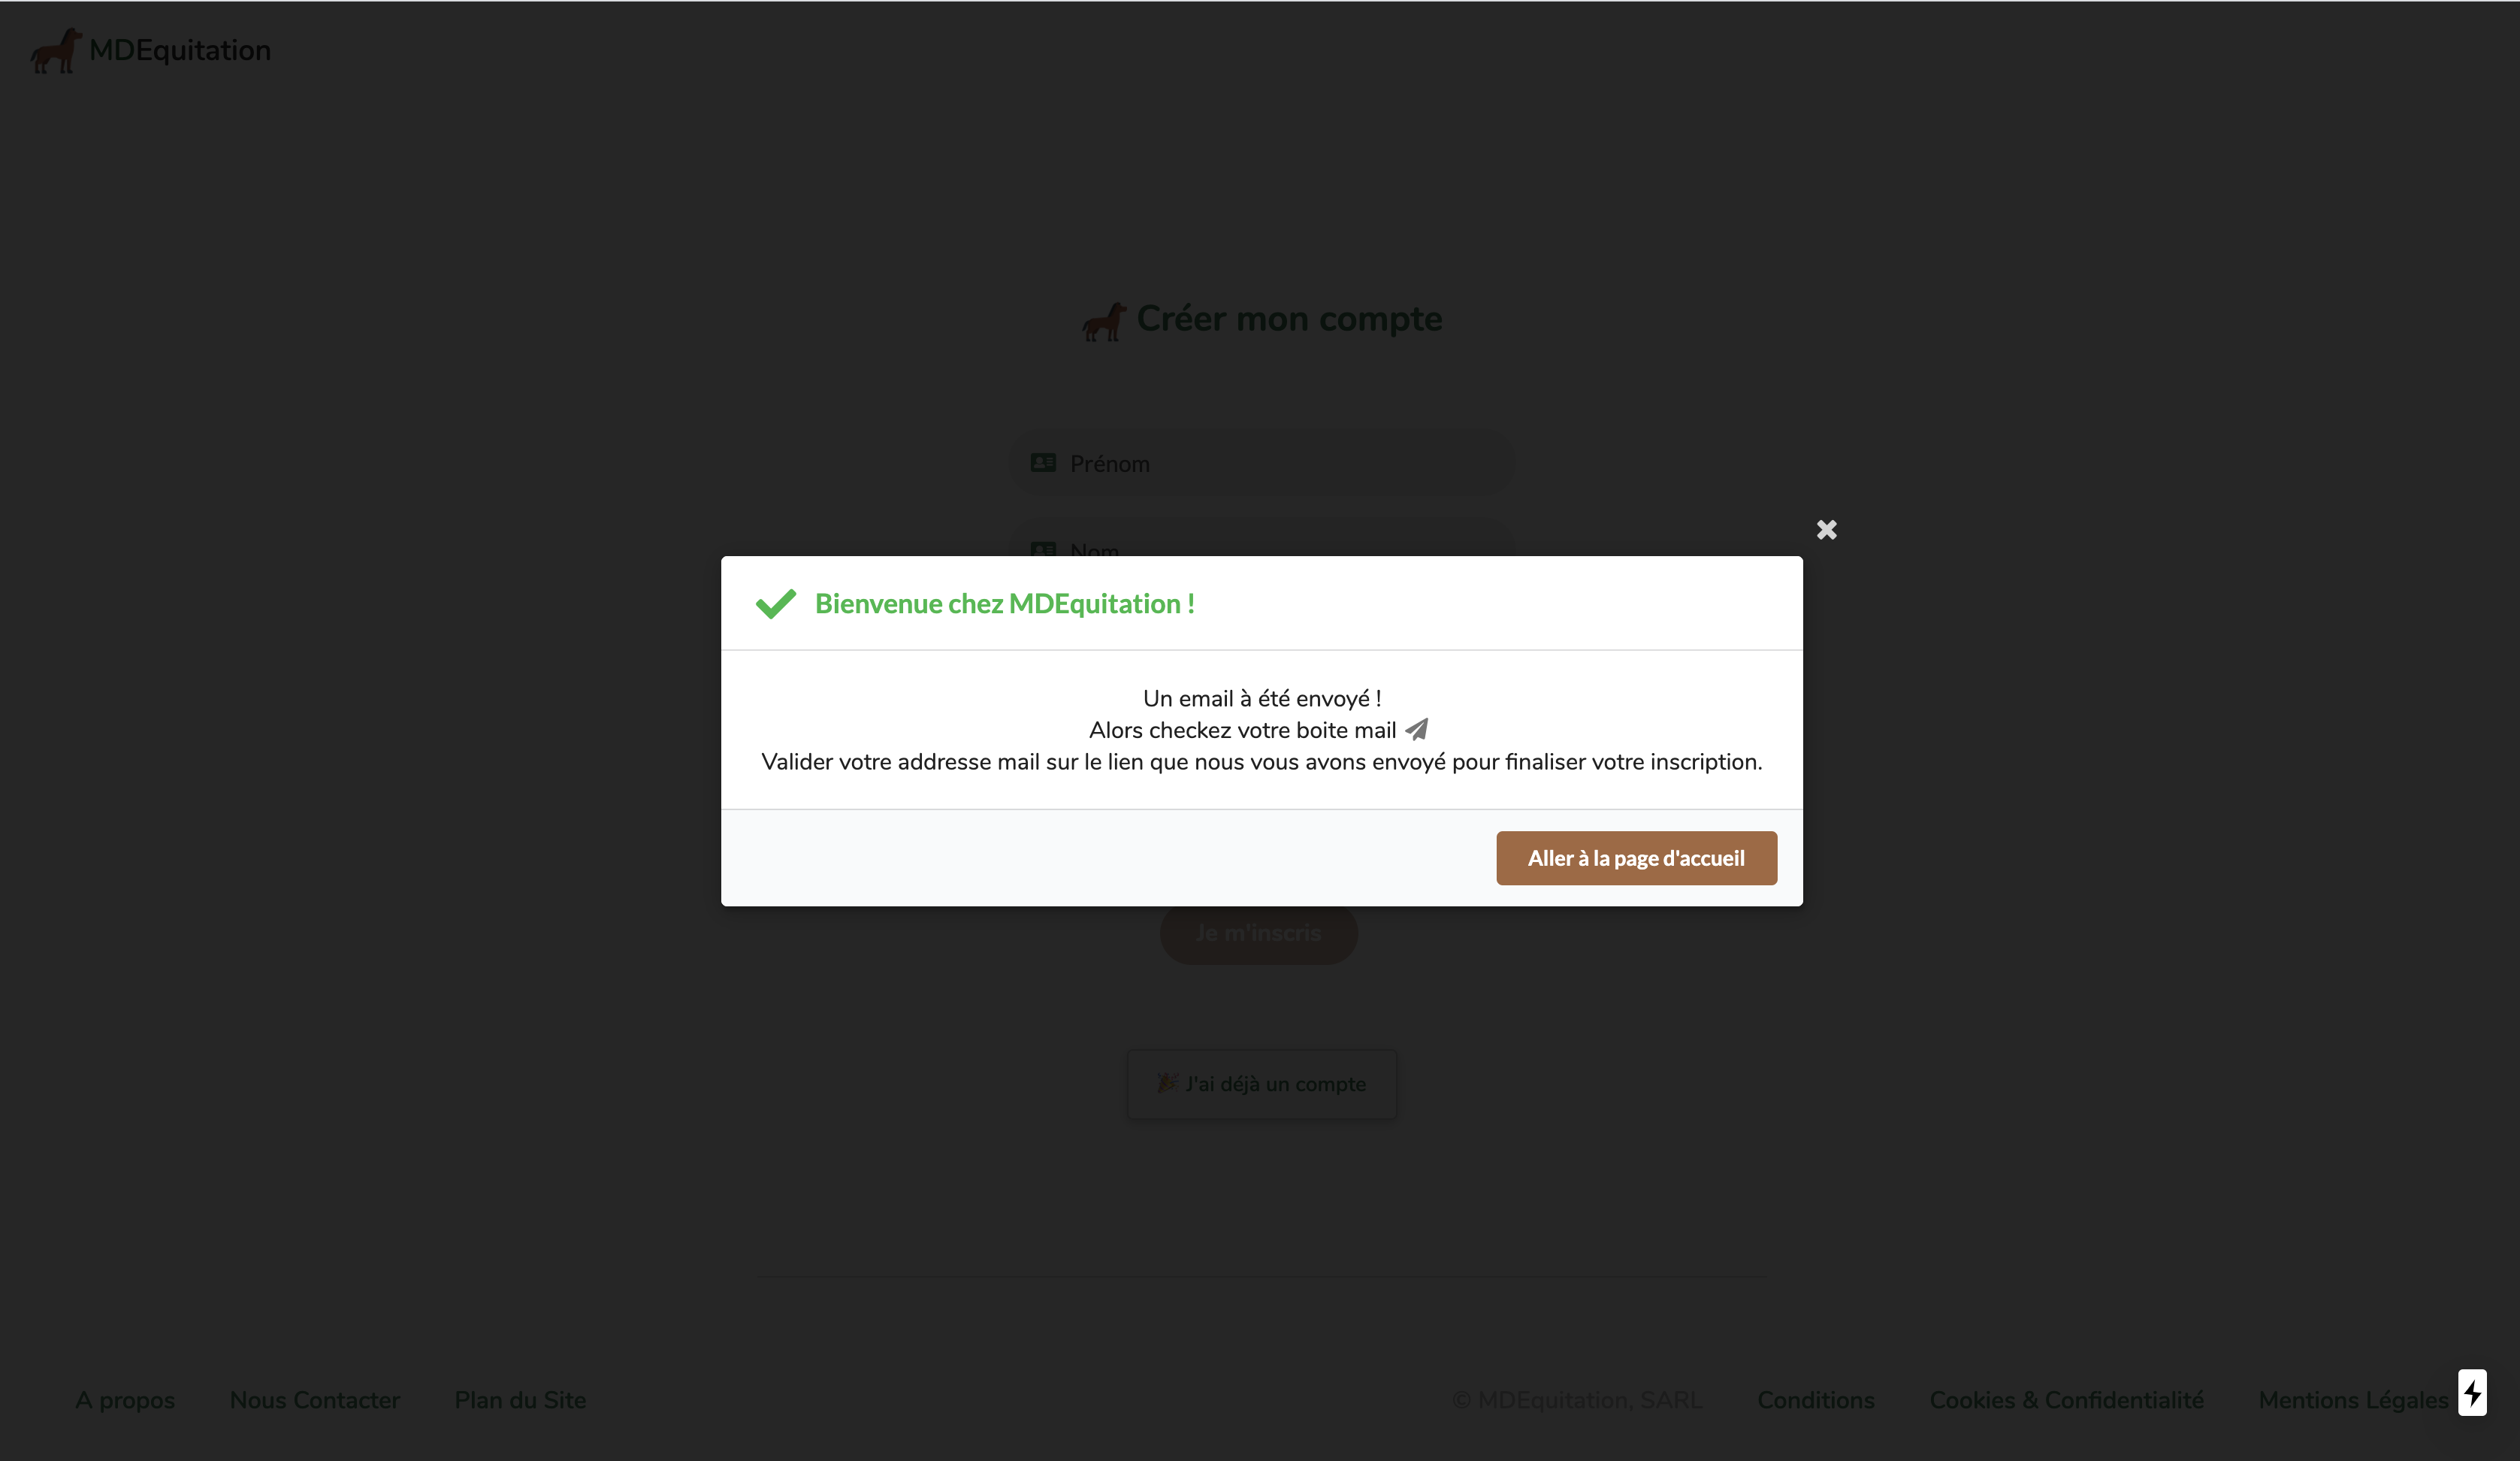 MDEquitation
Créer mon compte
Prénom
Nom
Bienvenue chez MDEquitation !
Un email à été envoyé !
Alors checkez votre boite mail
Valider votre addresse mail sur le lien que nous vous avons envoyé pour finaliser votre inscription.
Aller à la page d'accueil
Je m'inscris
J'ai déjà un compte
A propos Nous Contacter Plan du Site © MDEquitation, SARL Conditions Cookies & Confidentialité Mentions Légales